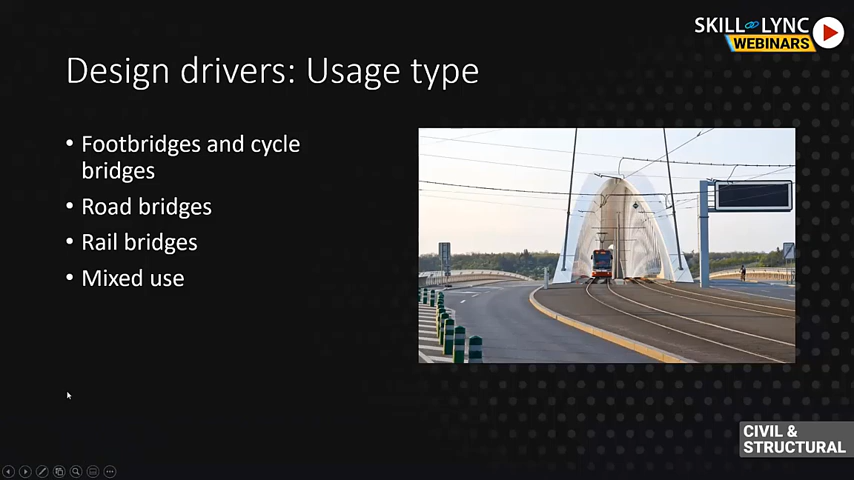 SKILL LYNC
WEBINARS
Design drivers: Usage type
• Footbridges and cycle
bridges
• Road bridges
• Rail bridges
• Mixed use
CIVIL &
STRUCTURAL